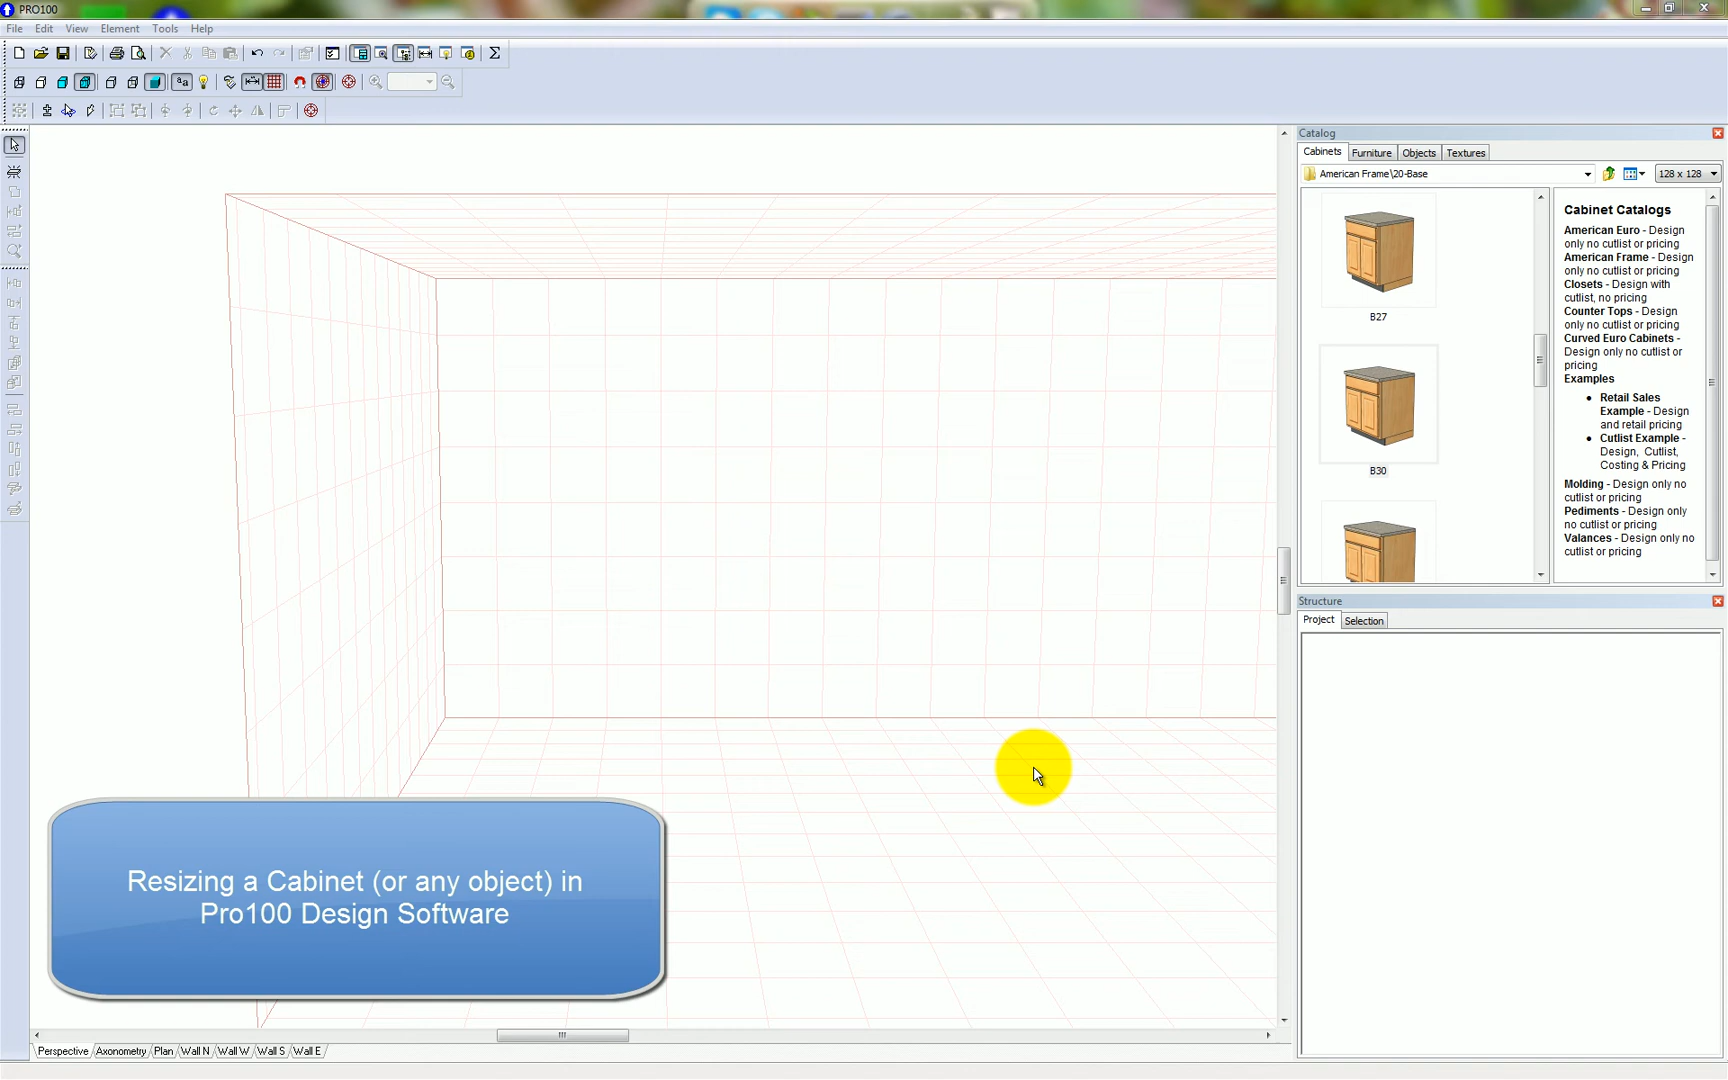 PRO100
File Edit View Element Tools Help
Catalog
Cabinets Furniture Objects Textures
American Frame\20-Base
128 x 128
B27
B30
Cabinet Catalogs
American Euro - Design
only no cutlist or pricing
American Frame - Design
only no cutlist or pricing
Closets - Design with
cutlist, no pricing
Counter Tops - Design
only no cutlist or pricing
Curved Euro Cabinets -
Design only no cutlist or
pricing
Examples
• Retail Sales
Example - Design
and retail pricing
• Cutlist Example -
Design, Cutlist,
Costing & Pricing
Molding - Design only no
cutlist or pricing
Pediments - Design only
no cutlist or pricing
Valances - Design only no
cutlist or pricing
Structure
Project Selection
Resizing a Cabinet (or any object) in
Pro100 Design Software
Perspective Axonometry Plan Wall N Wall W Wall S Wall E